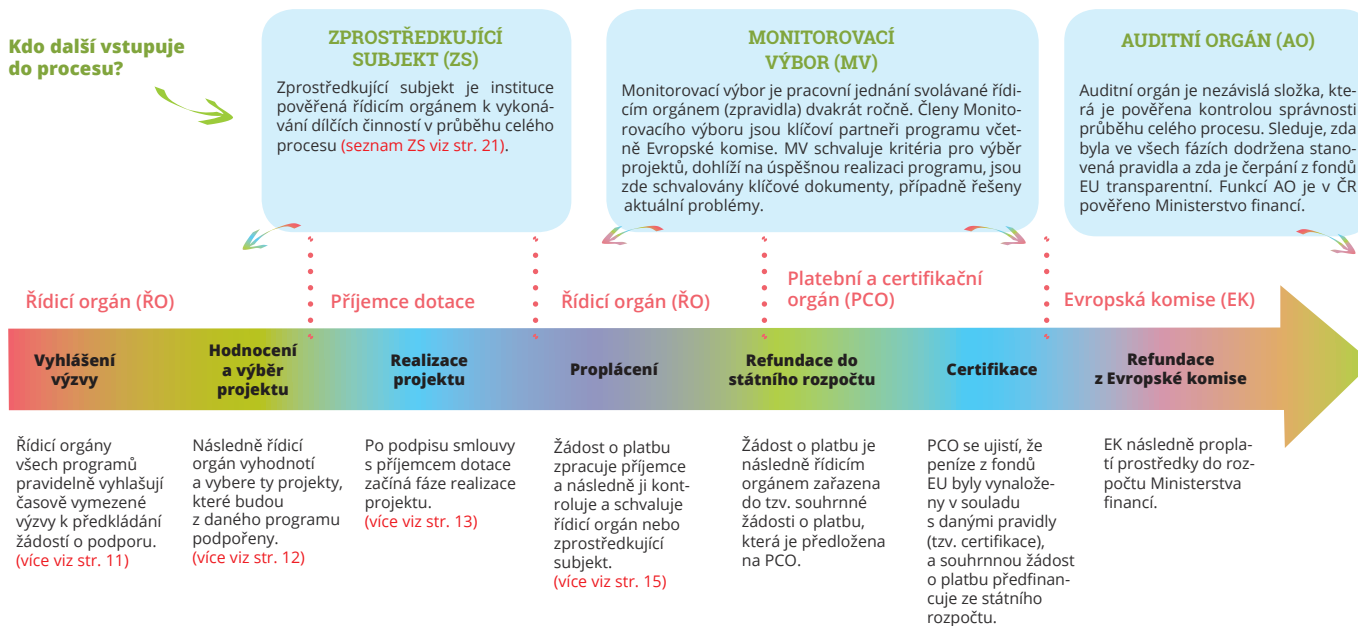 Kdo další vstupuje
do procesu?
ZPROSTŘEDKUJÍCÍ
SUBJEKT (ZS)
Zprostředkující subjekt je instituce
pověřená řídicím orgánem k vykoná-
vání dílčích činností v průběhu celého
procesu (seznam ZS viz str. 21).
MONITOROVACÍ
VÝBOR (MV)
Monitorovací výbor je pracovní jednání svolávané řídi-
cím orgánem (zpravidla) dvakrát ročně. Členy Monito-
rovacího výboru jsou klíčoví partneři programu včet-
ně Evropské komise. MV schvaluje kritéria pro výběr
projektů, dohlíží na úspěšnou realizaci programu, jsou
zde schvalovány klíčové dokumenty, případně řešeny
aktuální problémy.
AUDITNÍ ORGÁN (AO)
Auditní orgán je nezávislá složka, kte-
rá je pověřena kontrolou správnosti
průběhu celého procesu. Sleduje, zda
byla ve všech fázích dodržena stano-
vená pravidla a zda je čerpání z fondů
EU transparentní. Funkcí AO je v ČR
pověřeno Ministerstvo financí.
Řídicí orgán (ŘO)
Příjemce dotace
Řídicí orgán (ŘO)
Platební a certifikační
orgán (PCO)
Evropská komise (EK)
Vyhlášení
výzvy
Hodnocení
a výběr
projektu
Realizace
projektu
Proplácení
Refundace do
státního rozpočtu
Certifikace
Refundace
z Evropské komise
Řídicí orgány
všech programů
pravidelně vyhlašují
časově vymezené
výzvy k předkládání
žádostí o podporu.
(více viz str. 11)
Následně řídicí
orgán vyhodnotí
a vybere ty projekty,
které budou
z daného programu
podpořeny.
(více viz str. 12)
Po podpisu smlouvy
s příjemcem dotace
začíná fáze realizace
projektu.
(více viz str. 13)
Žádost o platbu
zpracuje příjemce
a následně ji kont-
roluje a schvaluje
řídicí orgán nebo
zprostředkující
subjekt.
(více viz str. 15)
Žádost o platbu je
následně řídicím
orgánem zařazena
do tzv. souhrnné
žádosti o platbu,
která je předložena
na PCO.
PCO se ujistí, že
peníze z fondů
EU byly vynalože-
ny v souladu
s danými pravidly
(tzv. certifikace),
a souhrnnou žádost
o platbu předfinan-
cuje ze státního
rozpočtu.
EK následně propla-
tí prostředky do roz-
počtu Ministerstva
financí.